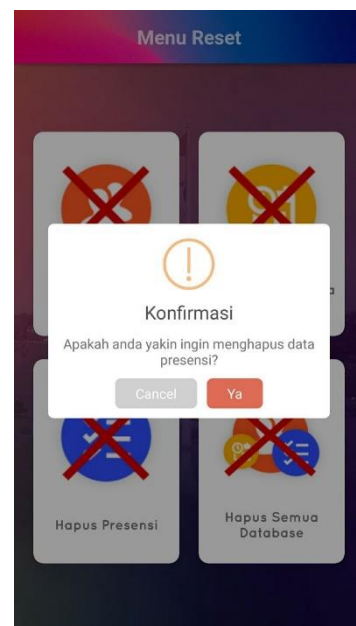 Menu Reset
Konfirmasi
Apakah anda yakin ingin menghapus data
presensi?
Cancel
Ya
Hapus Presensi
Hapus Semua
Database